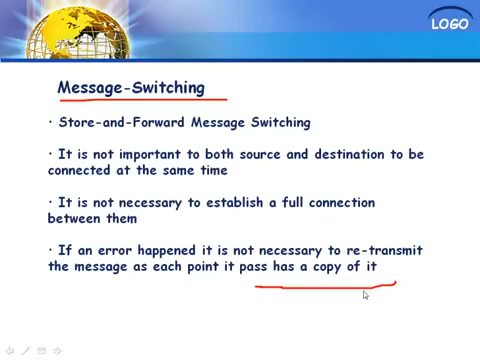 LOGO
Message-Switching
· Store-and-Forward Message Switching
· It is not important to both source and destination to be
connected at the same time
· It is not necessary to establish a full connection
between them
· If an error happened it is not necessary to re-transmit
the message as each point it pass has a copy of it